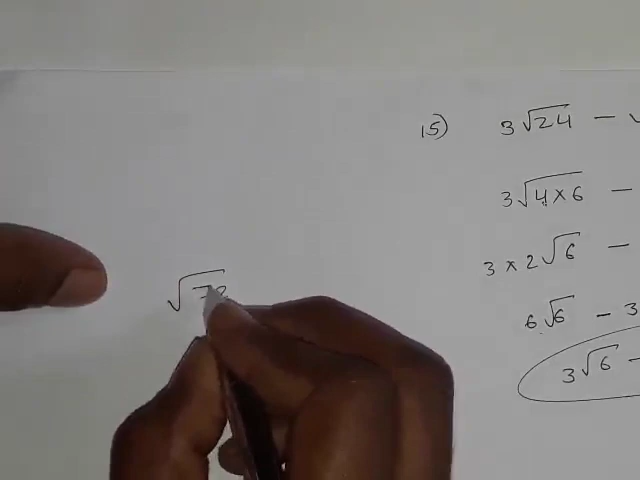 15) 3√24 − √
3√4×6 −
3×2√6 −
6√6 − 3
3√6 −